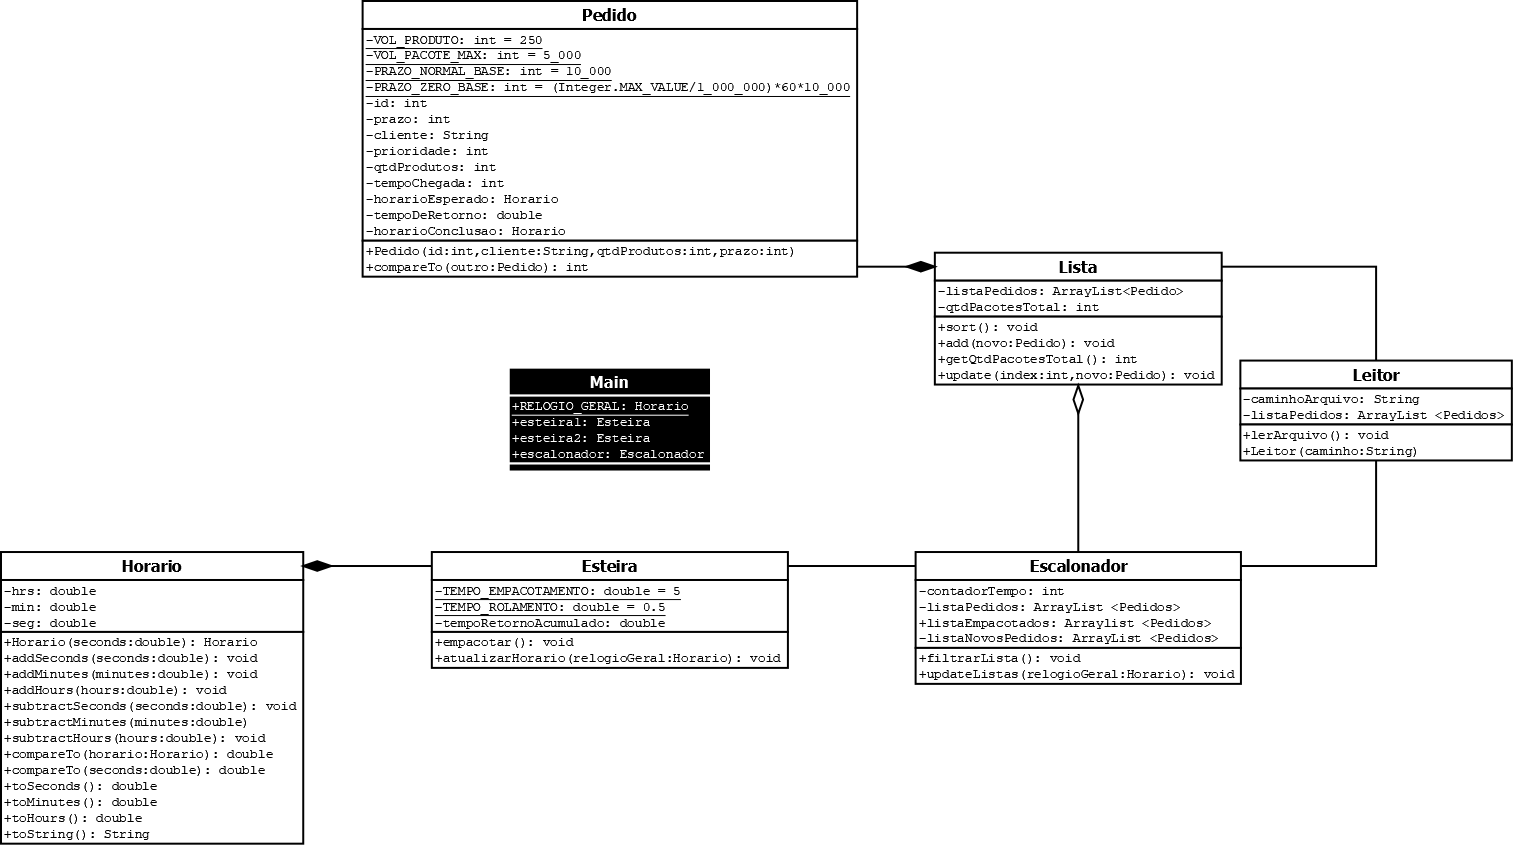 Pedido
-VOL_PRODUTO: int = 250
-VOL_PACOTE_MAX: int = 5_000
-PRAZO_NORMAL_BASE: int = 10_000
-PRAZO_ZERO_BASE: int = (Integer.MAX_VALUE/1_000_000)*60*10_000
-id: int
-prazo: int
-cliente: String
-prioridade: int
-qtdProdutos: int
-tempoChegada: int
-horarioEsperado: Horario
-tempoDeRetorno: double
-horarioConclusao: Horario
+Pedido(id:int,cliente:String,qtdProdutos:int,prazo:int)
+compareTo(outro:Pedido): int
Lista
-listaPedidos: ArrayList<Pedido>
-qtdPacotesTotal: int
+sort(): void
+add(novo:Pedido): void
+getQtdPacotesTotal(): int
+update(index:int,novo:Pedido): void
Leitor
-caminhoArquivo: String
-listaPedidos: ArrayList <Pedidos>
+lerArquivo(): void
+Leitor(caminho:String)
Main
+RELOGIO_GERAL: Horario
+esteira1: Esteira
+esteira2: Esteira
+escalonador: Escalonador
Horario
-hrs: double
-min: double
-seg: double
+Horario(seconds:double): Horario
+addSeconds(seconds:double): void
+addMinutes(minutes:double): void
+addHours(hours:double): void
+subtractSeconds(seconds:double): void
+subtractMinutes(minutes:double)
+subtractHours(hours:double): void
+compareTo(horario:Horario): double
+compareTo(seconds:double): double
+toSeconds(): double
+toMinutes(): double
+toHours(): double
+toString(): String
Esteira
-TEMPO_EMPACOTAMENTO: double = 5
-TEMPO_ROLAMENTO: double = 0.5
-tempoRetornoAcumulado: double
+empacotar(): void
+atualizarHorario(relogioGeral:Horario): void
Escalonador
-contadorTempo: int
-listaPedidos: ArrayList <Pedidos>
+listaEmpacotados: Arraylist <Pedidos>
-listaNovosPedidos: ArrayList <Pedidos>
+filtrarLista(): void
+updateListas(relogioGeral:Horario): void